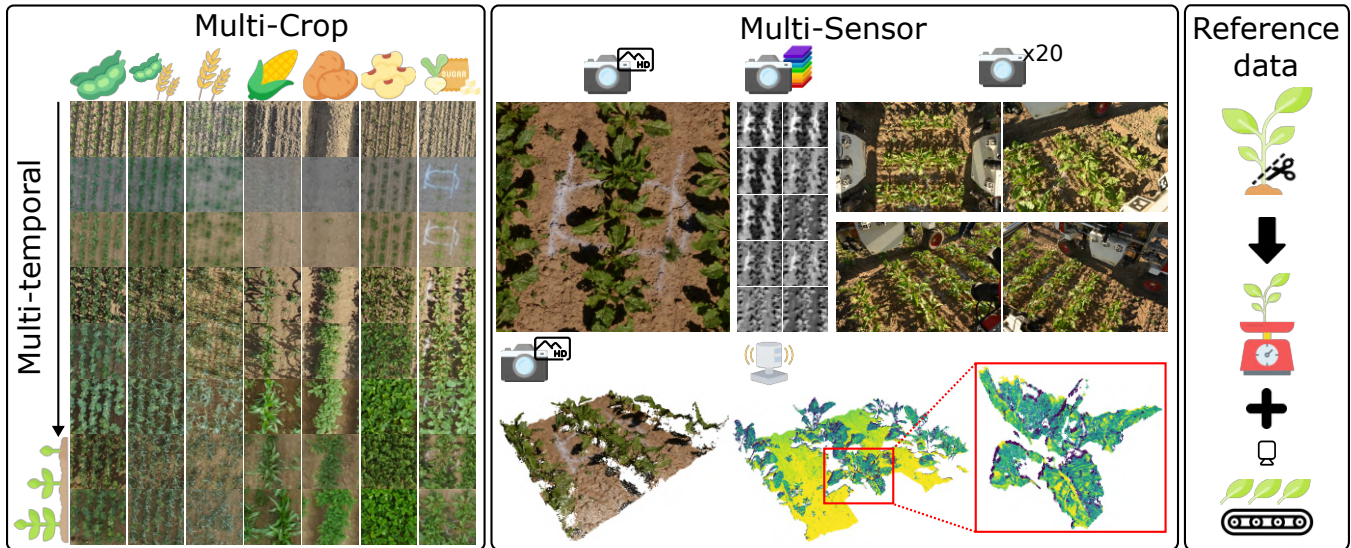 Multi-Crop
SUGAR
Multi-temporal
Multi-Sensor
HD
x20
HD
Reference
data